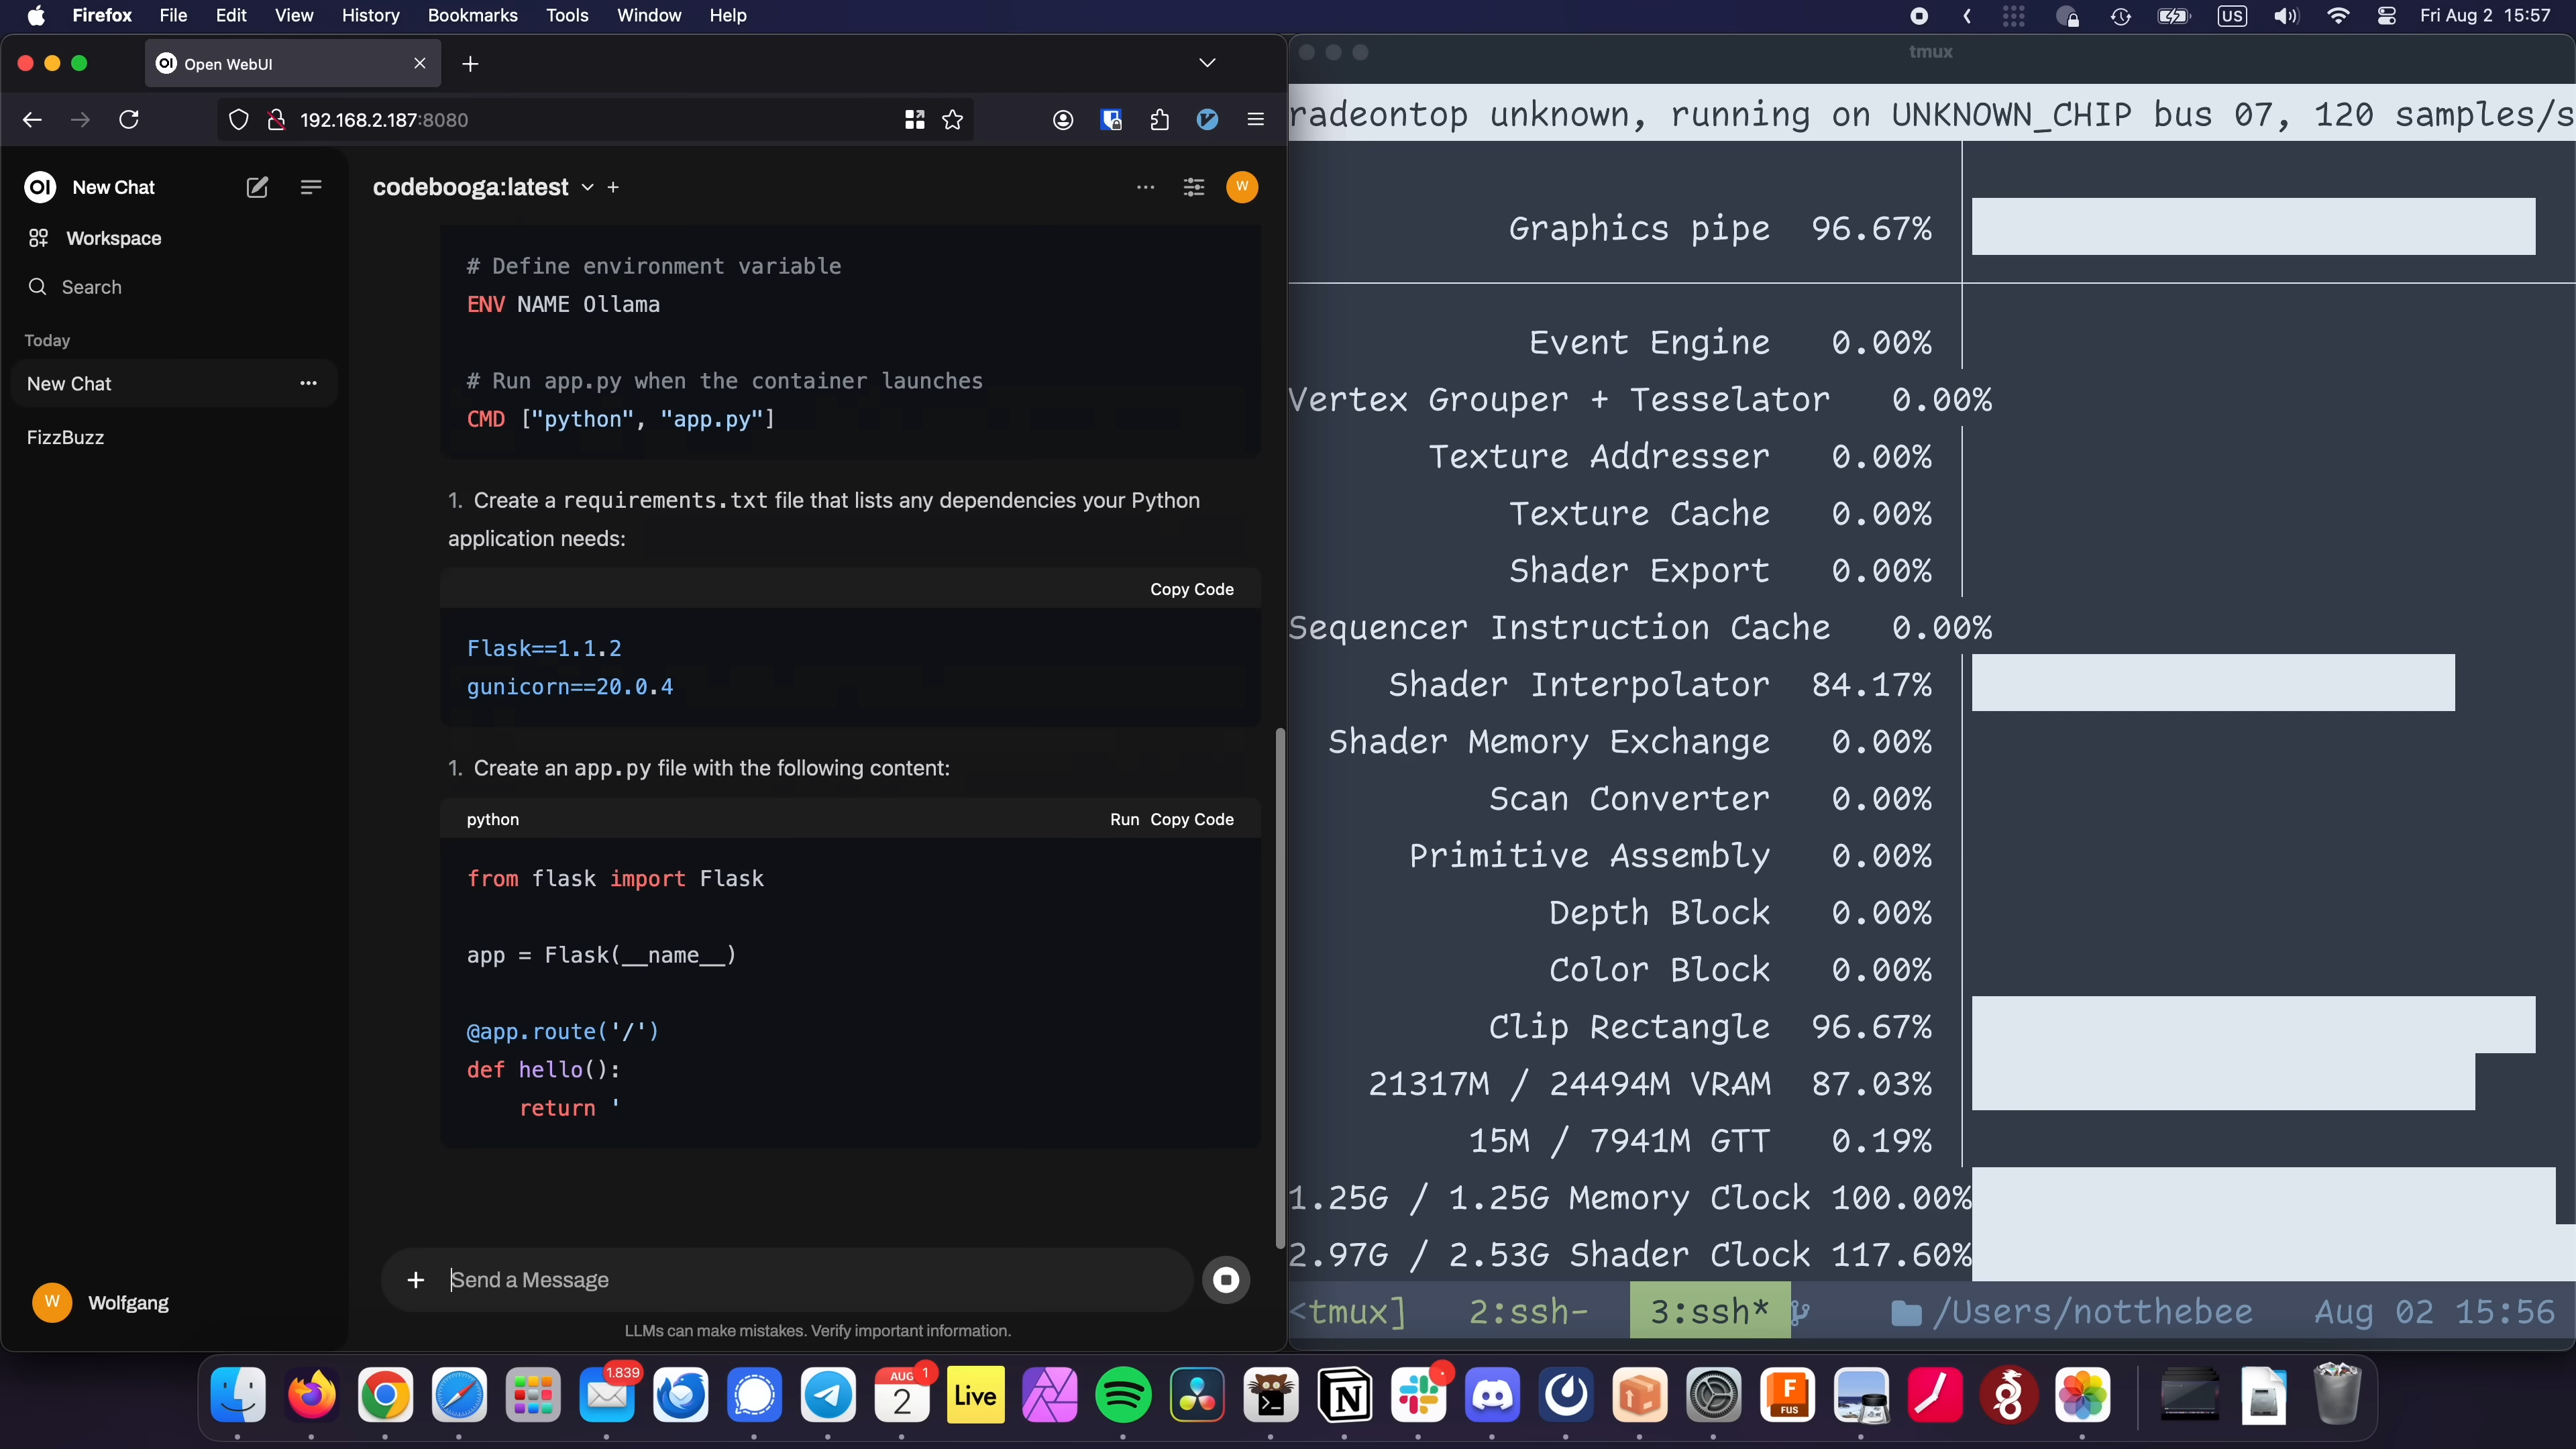 Firefox File Edit View History Bookmarks Tools Window Help
US Fri Aug 2 15:57
OI Open WebUI
192.168.2.187:8080
OI New Chat
Workspace
Search
Today
New Chat
FizzBuzz
W Wolfgang
codebooga:latest
W
# Define environment variable
ENV NAME Ollama
# Run app.py when the container launches
CMD ["python", "app.py"]
1. Create a requirements.txt file that lists any dependencies your Python
application needs:
Copy Code
Flask==1.1.2
gunicorn==20.0.4
1. Create an app.py file with the following content:
python Run Copy Code
from flask import Flask
app = Flask(__name__)
@app.route('/')
def hello():
return '
Send a Message
LLMs can make mistakes. Verify important information.
tmux
radeontop unknown, running on UNKNOWN_CHIP bus 07, 120 samples/s
Graphics pipe 96.67%
Event Engine 0.00%
Vertex Grouper + Tesselator 0.00%
Texture Addresser 0.00%
Texture Cache 0.00%
Shader Export 0.00%
Sequencer Instruction Cache 0.00%
Shader Interpolator 84.17%
Shader Memory Exchange 0.00%
Scan Converter 0.00%
Primitive Assembly 0.00%
Depth Block 0.00%
Color Block 0.00%
Clip Rectangle 96.67%
21317M / 24494M VRAM 87.03%
15M / 7941M GTT 0.19%
1.25G / 1.25G Memory Clock 100.00%
2.97G / 2.53G Shader Clock 117.60%
<tmux] 2:ssh- 3:ssh* /Users/notthebee Aug 02 15:56
1.839
AUG 1
2
Live
N
F
FUS